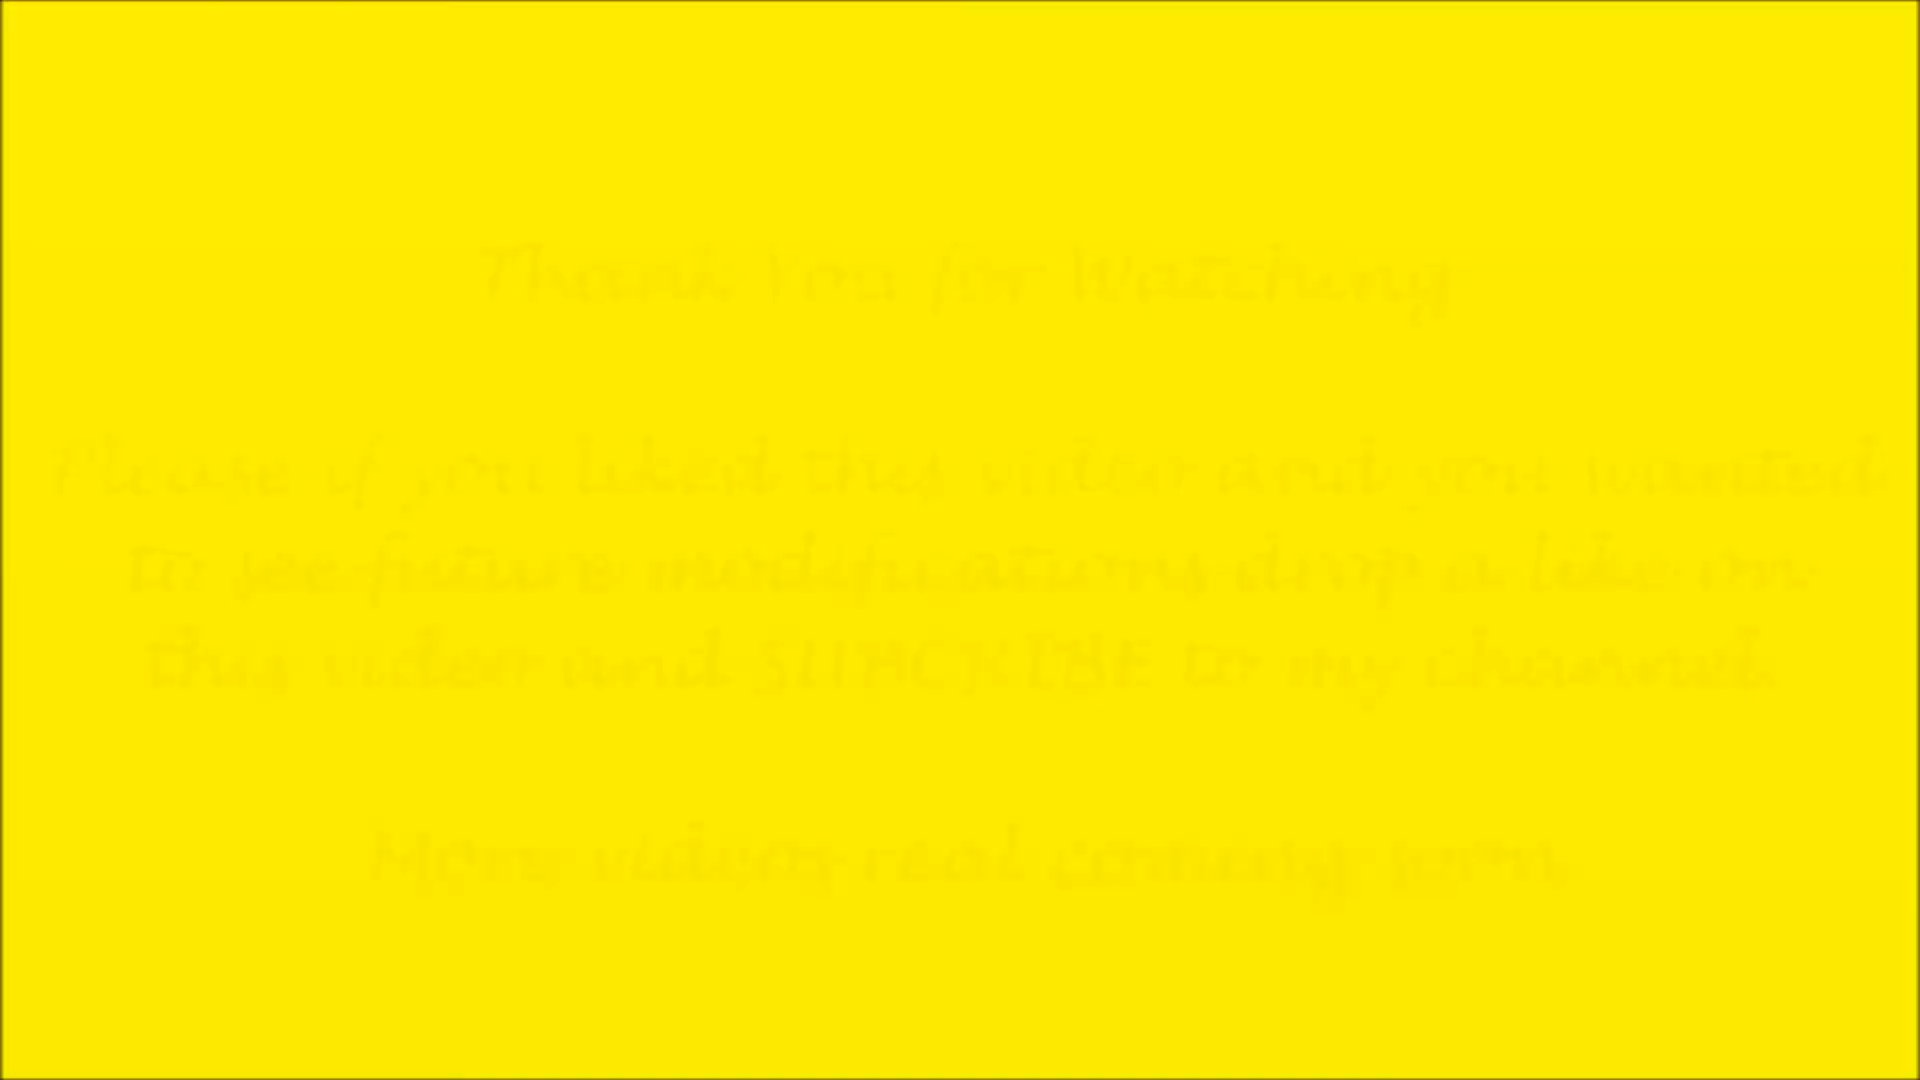 Thank You for Watching
Please if you liked this video and you wanted
to see future modifications drop a like on
this video and to my channel.
More videos real coming soon